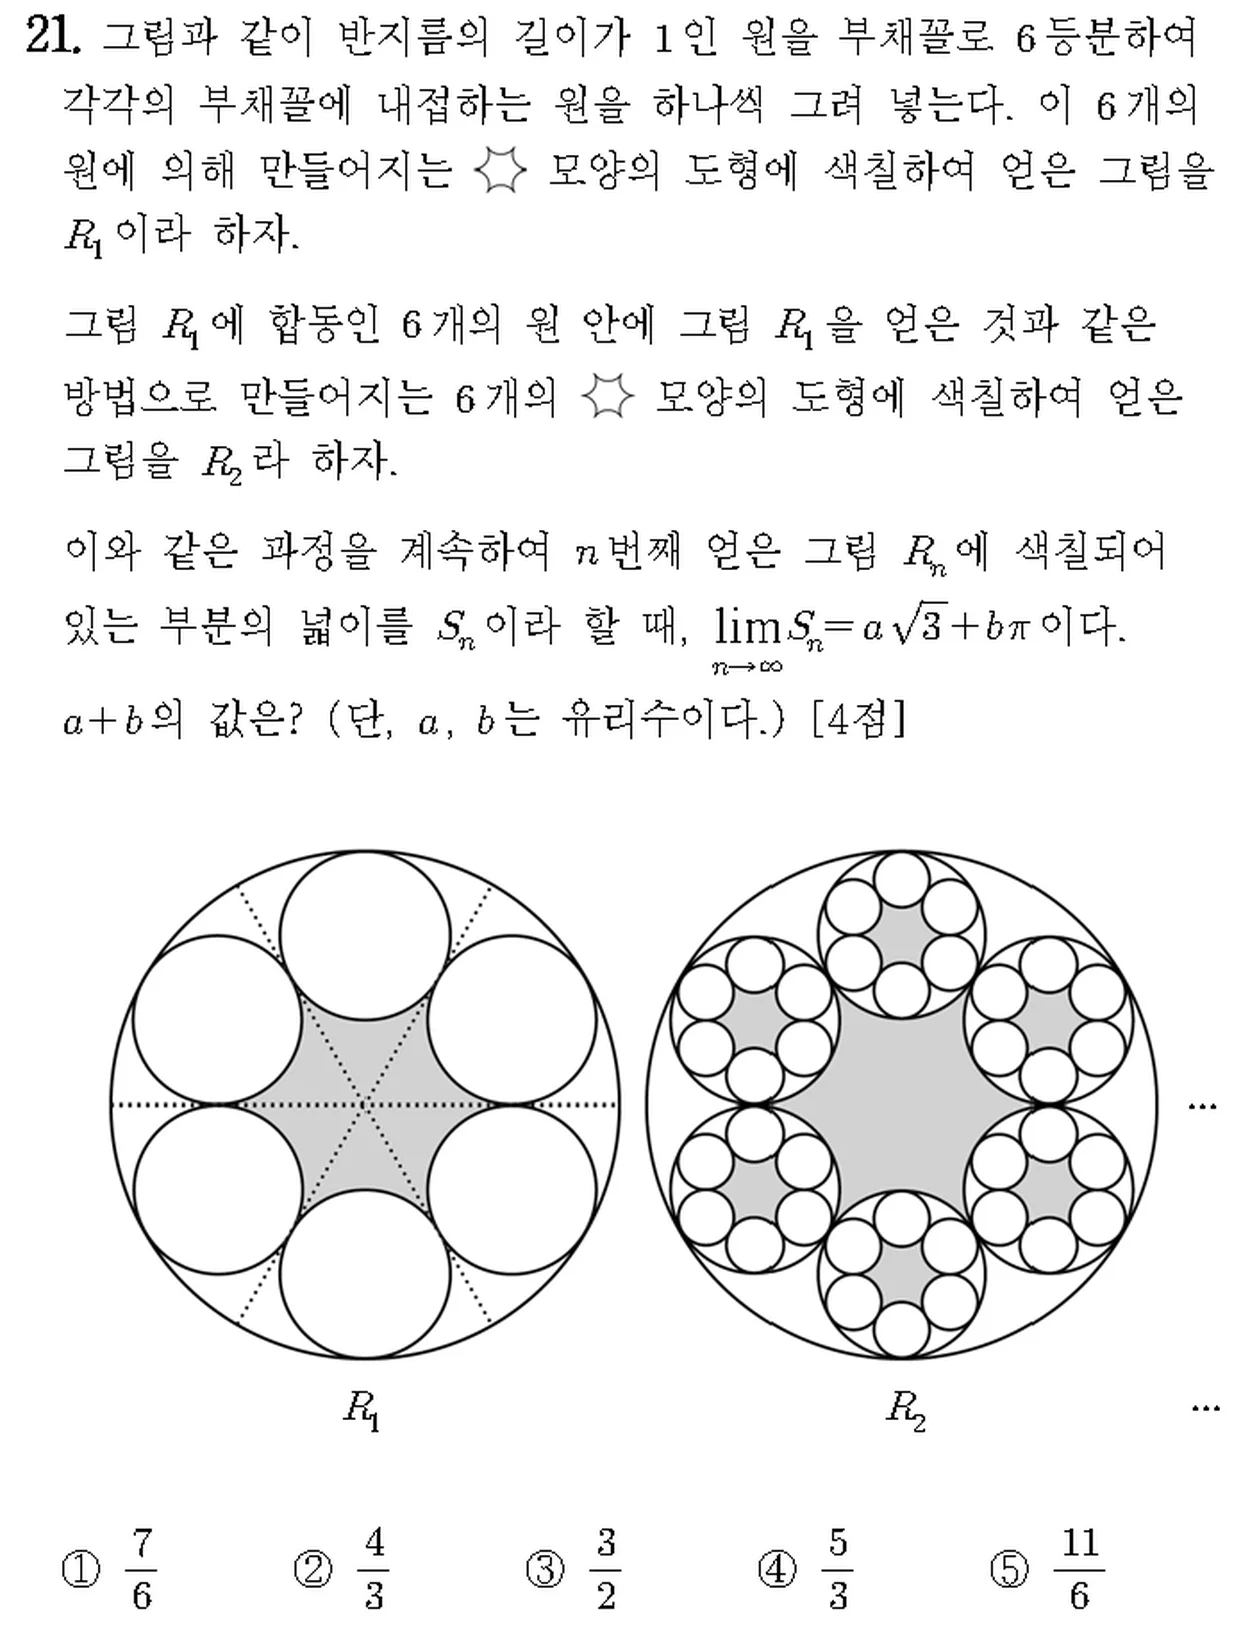 21. 그림과 같이 반지름의 길이가 1인 원을 부채꼴로 6등분하여
각각의 부채꼴에 내접하는 원을 하나씩 그려 넣는다. 이 6개의
원에 의해 만들어지는 모양의 도형에 색칠하여 얻은 그림을
R₁이라 하자.
그림 R₁에 합동인 6개의 원 안에 그림 R₁을 얻은 것과 같은
방법으로 만들어지는 6개의 모양의 도형에 색칠하여 얻은
그림을 R₂라 하자.
이와 같은 과정을 계속하여 n번째 얻은 그림 Rₙ에 색칠되어
있는 부분의 넓이를 Sₙ이라 할 때, lim n→∞ Sₙ = a√3 + bπ이다.
a+b의 값은? (단, a, b는 유리수이다.) [4점]
...
R₁ R₂ ...
① 7/6 ② 4/3 ③ 3/2 ④ 5/3 ⑤ 11/6